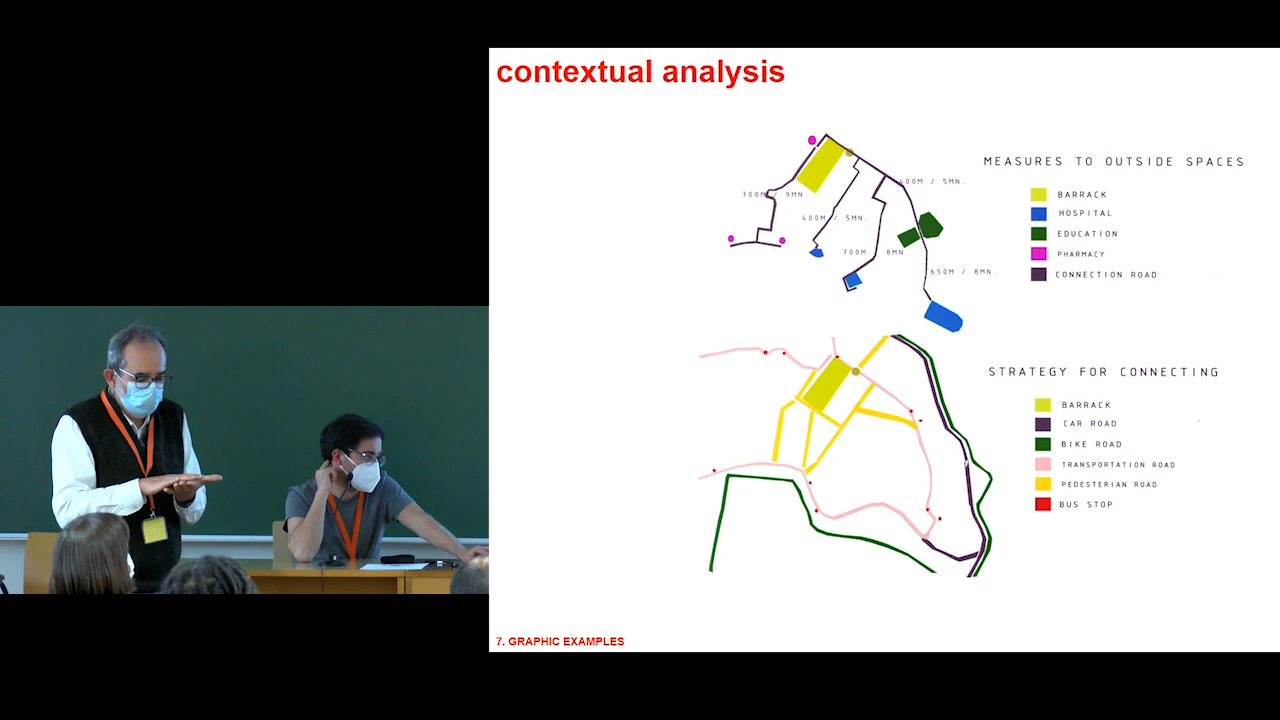 contextual analysis
MEASURES TO OUTSIDE SPACES
BARRACK
HOSPITAL
EDUCATION
PHARMACY
CONNECTION ROAD
600M / 5MN.
700M / 9MN.
400M / 5MN.
700M / 8MN.
650M / 8MN.
STRATEGY FOR CONNECTING
BARRACK
CAR ROAD
BIKE ROAD
TRANSPORTATION ROAD
PEDESTERIAN ROAD
BUS STOP
7. GRAPHIC EXAMPLES